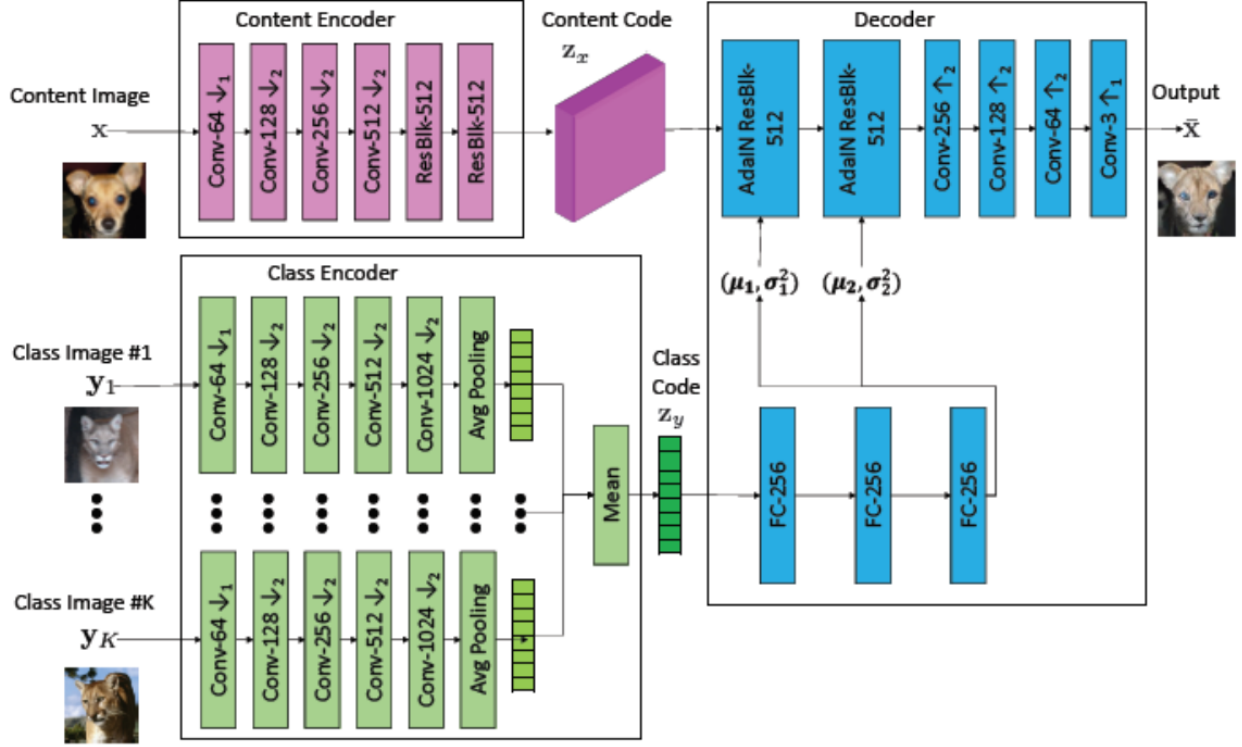 Content Encoder
Content Code
Decoder
Content Image
x
Conv-64 ↓1
Conv-128 ↓2
Conv-256 ↓2
Conv-512 ↓2
ResBlk-512
ResBlk-512
z_x
AdaIN ResBlk-
512
AdaIN ResBlk-
512
Conv-256 ↑2
Conv-128 ↑2
Conv-64 ↑2
Conv-3 ↑1
Output
x̄
(μ₁, σ₁²)
(μ₂, σ₂²)
Class Encoder
Class Image #1
y₁
Conv-64 ↓1
Conv-128 ↓2
Conv-256 ↓2
Conv-512 ↓2
Conv-1024 ↓2
Avg Pooling
Class Image #K
y_K
Conv-64 ↓1
Conv-128 ↓2
Conv-256 ↓2
Conv-512 ↓2
Conv-1024 ↓2
Avg Pooling
Mean
Class
Code
z_y
FC-256
FC-256
FC-256